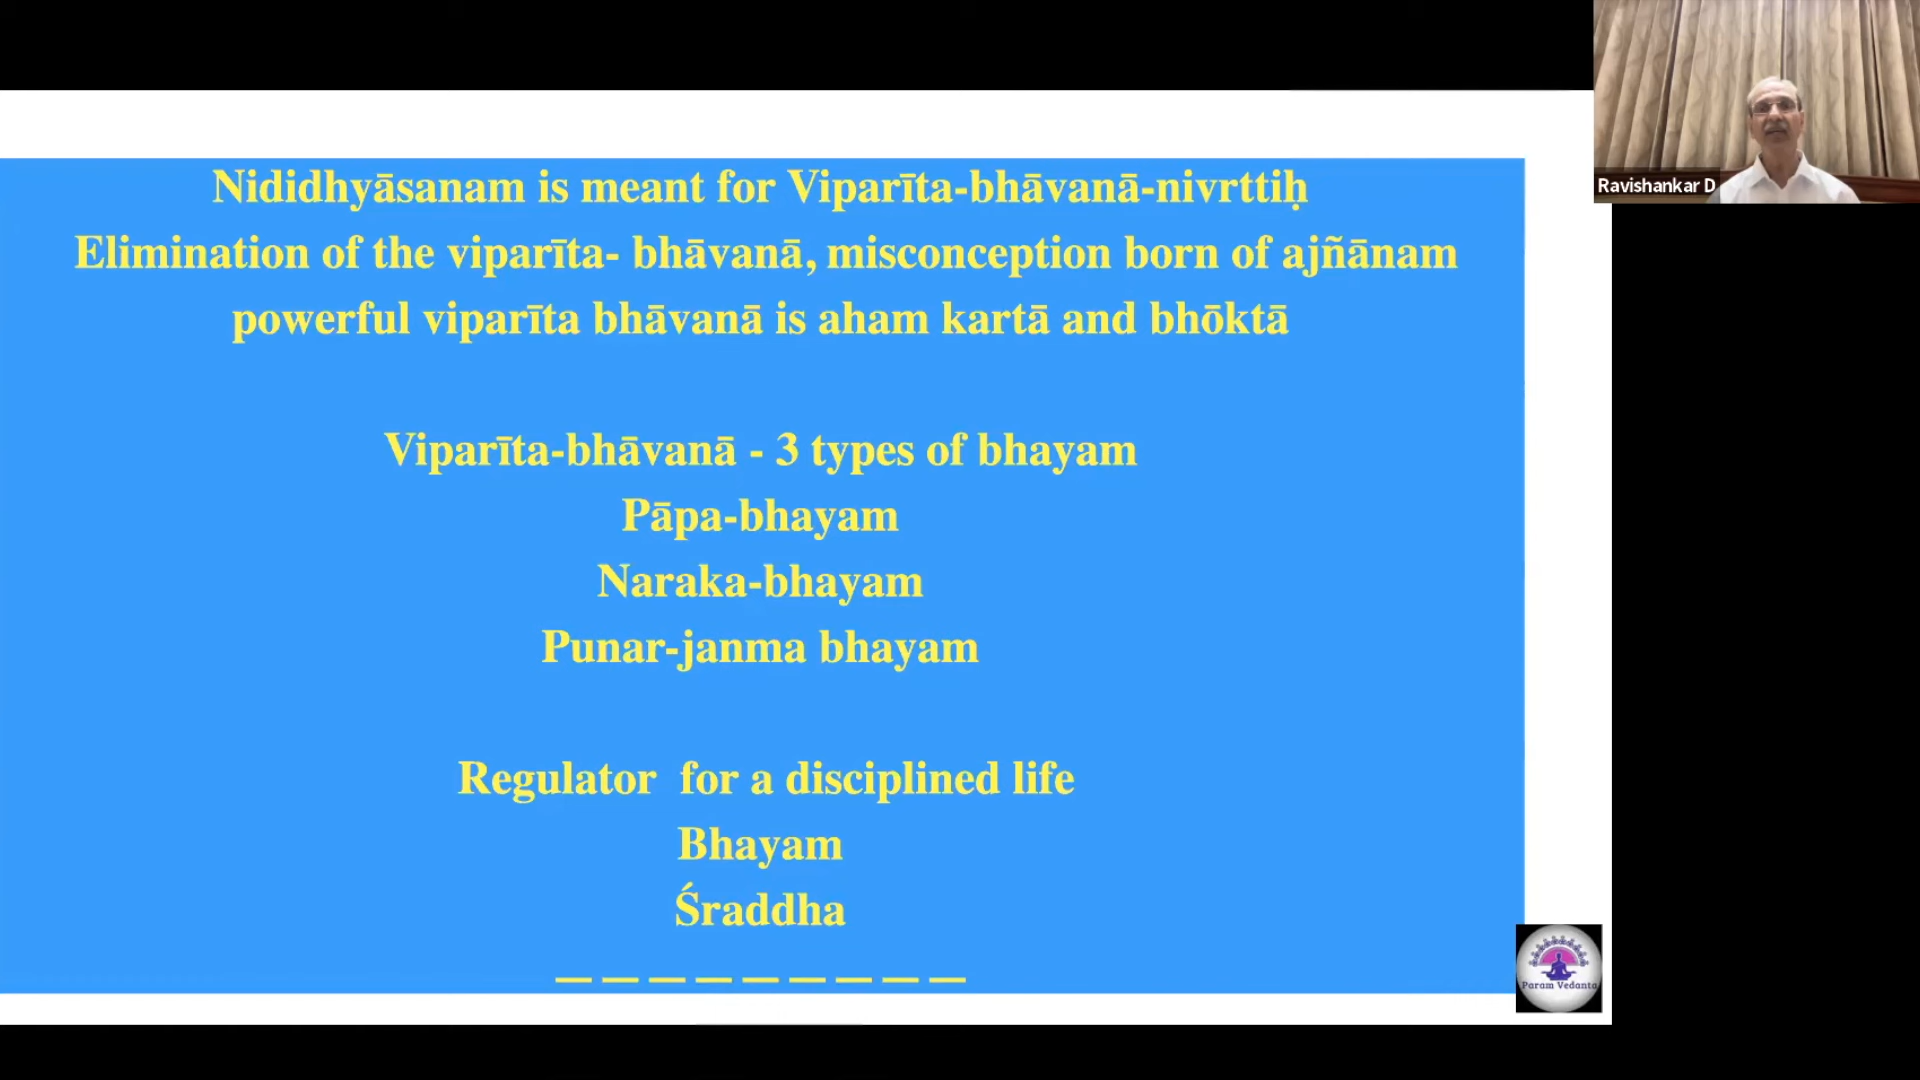 Nididhyāsanam is meant for Viparīta-bhāvanā-nivrttiḥ
Elimination of the viparīta- bhāvanā, misconception born of ajñānam
powerful viparīta bhāvanā is aham kartā and bhōktā
Viparīta-bhāvanā - 3 types of bhayam
Pāpa-bhayam
Naraka-bhayam
Punar-janma bhayam
Regulator for a disciplined life
Bhayam
Śraddha
_ _ _ _ _ _ _ _ _
Ravishankar D
Param Vedanta